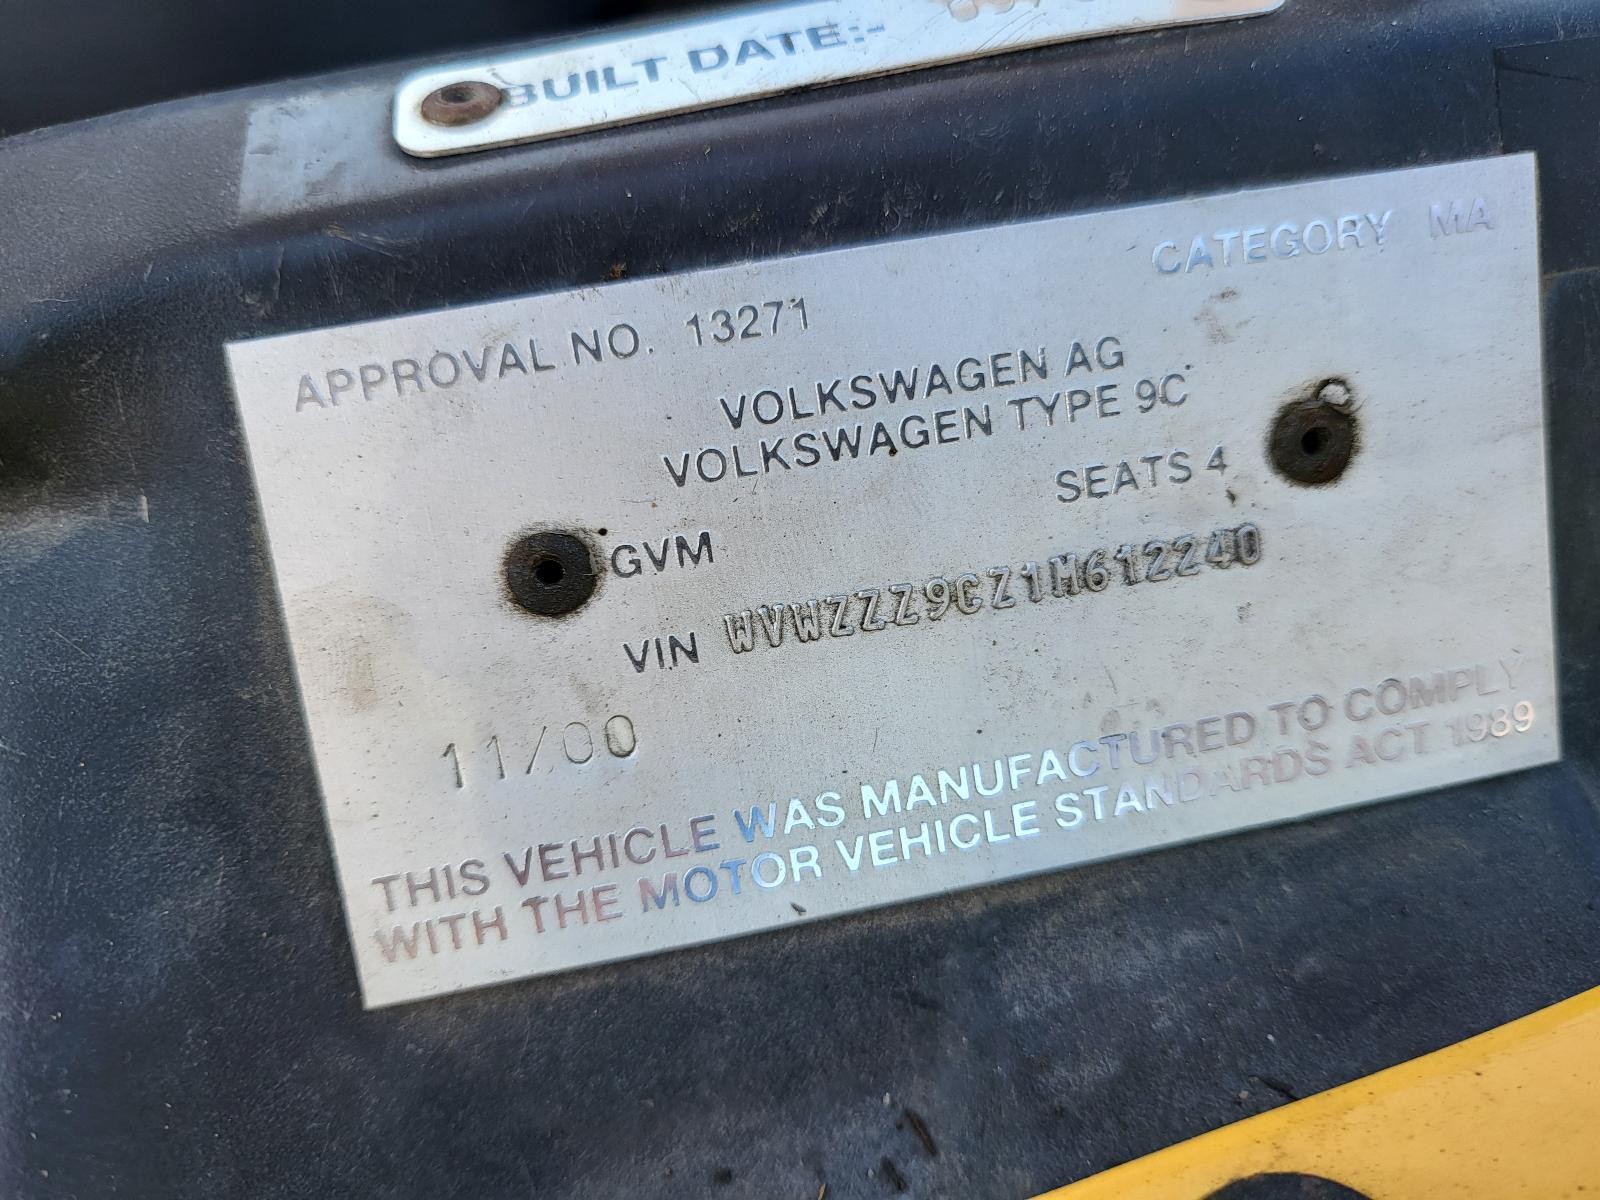 BUILT DATE:-
CATEGORY MA
APPROVAL NO. 13271
VOLKSWAGEN AG
VOLKSWAGEN TYPE 9C
SEATS 4
GVM
VIN WVWZZZ9CZ1M612240
11/00
THIS VEHICLE WAS MANUFACTURED TO COMPLY
WITH THE MOTOR VEHICLE STANDARDS ACT 1989